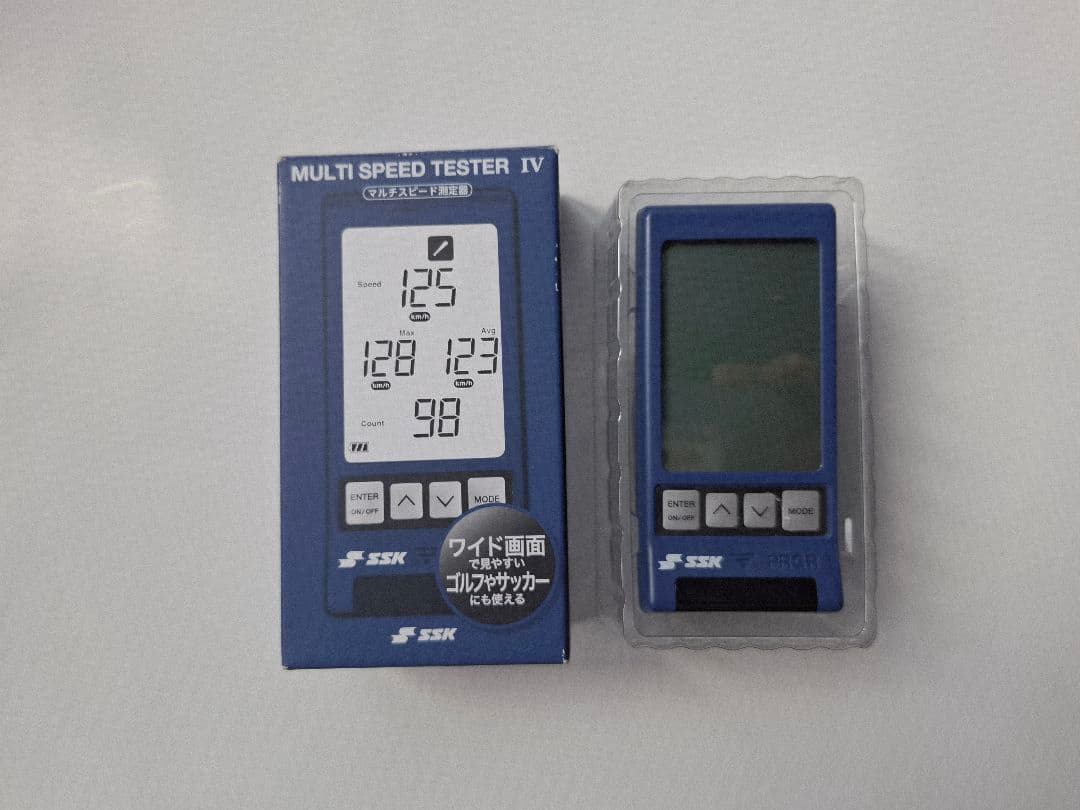 MULTI SPEED TESTER IV
マルチスピード測定器
Speed 125
km/h
Max Avg
128 123
km/h km/h
Count 98
ENTER
ON/OFF
MODE
SSK
ワイド画面
で見やすい
ゴルフやサッカー
にも使える
SSK
ENTER
ON/OFF
MODE
SSK PRGR